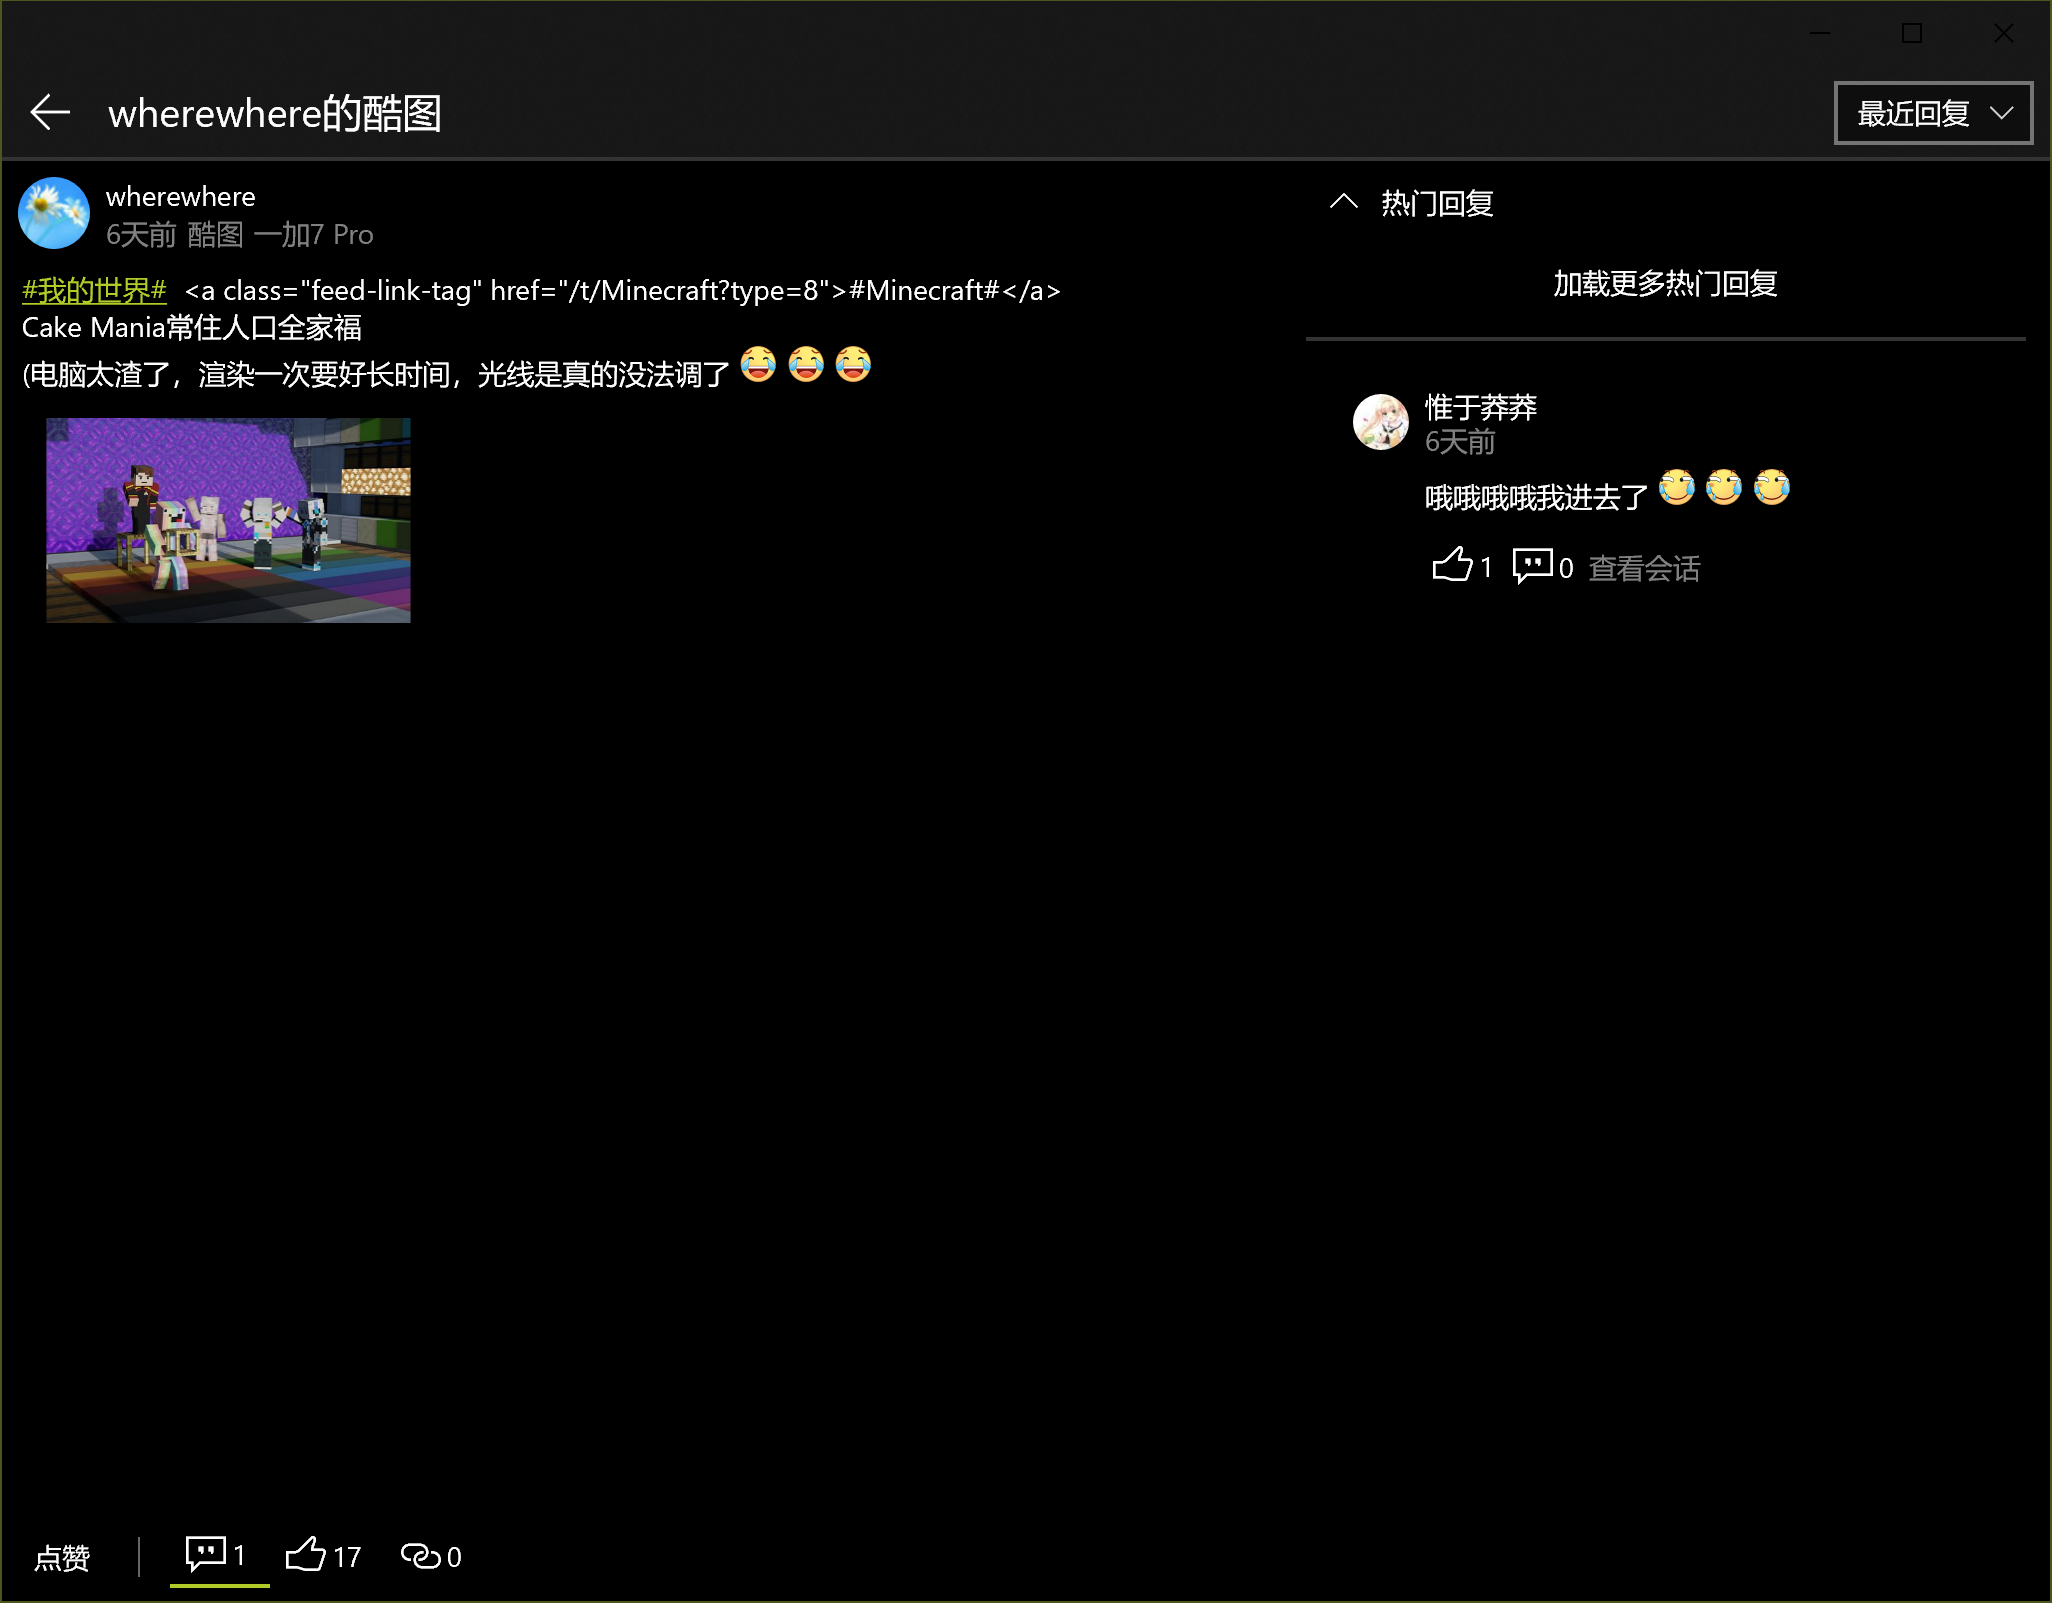 wherewhere的酷图
最近回复
wherewhere
6天前 酷图 一加7 Pro
#我的世界# <a class="feed-link-tag" href="/t/Minecraft?type=8">#Minecraft#</a>
Cake Mania常住人口全家福
(电脑太渣了，渲染一次要好长时间，光线是真的没法调了
热门回复
加载更多热门回复
惟于莽莽
6天前
哦哦哦哦我进去了
1 0 查看会话
点赞 1 17 0